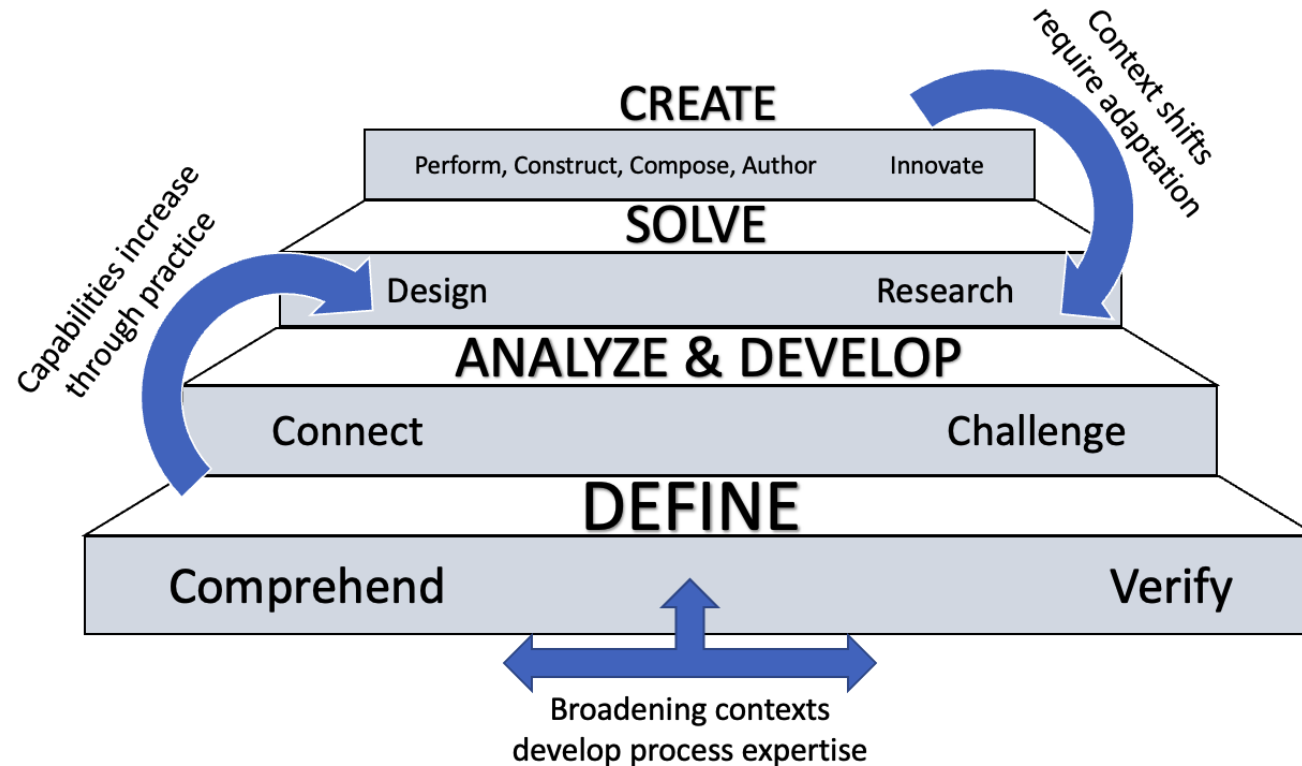 CREATE
Perform, Construct, Compose, Author Innovate
SOLVE
Design Research
ANALYZE & DEVELOP
Connect Challenge
DEFINE
Comprehend Verify
Capabilities increase
through practice
Context shifts
require adaptation
Broadening contexts
develop process expertise